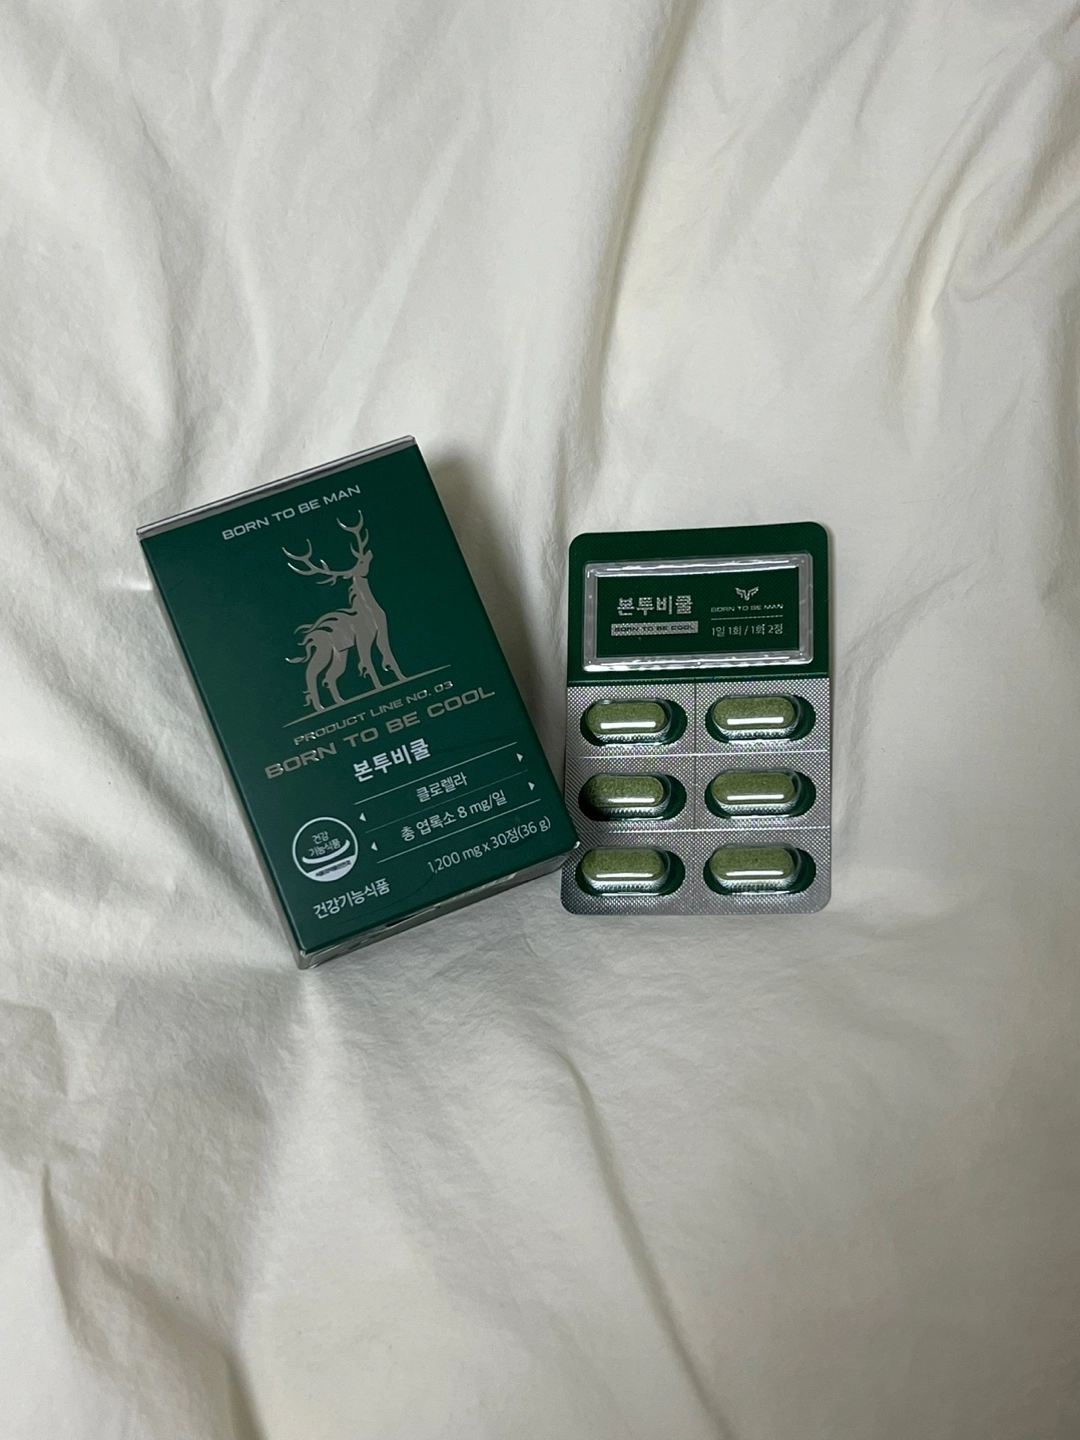 BORN TO BE MAN
PRODUCT LINE NO. 03
BORN TO BE COOL
본투비쿨
클로렐라
총 엽록소 8 mg/일
1,200 mg x 30정(36 g)
건강
기능식품
건강기능식품
본투비쿨
BORN TO BE COOL
BORN TO BE MAN
1일 1회 / 1회 2정